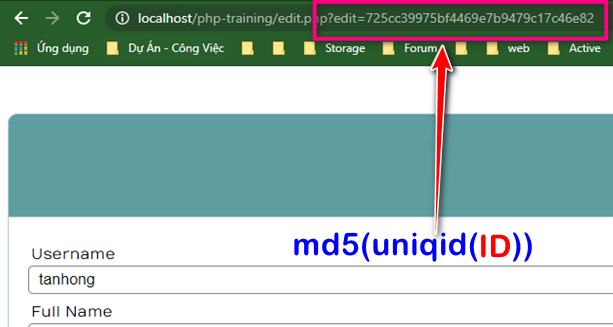 localhost/php-training/edit.php?edit=725cc39975bf4469e7b9479c17c46e82
Ứng dụng Dự Án - Công Việc Storage Forum web Active
md5(uniqid(ID))
Username
tanhong
Full Name